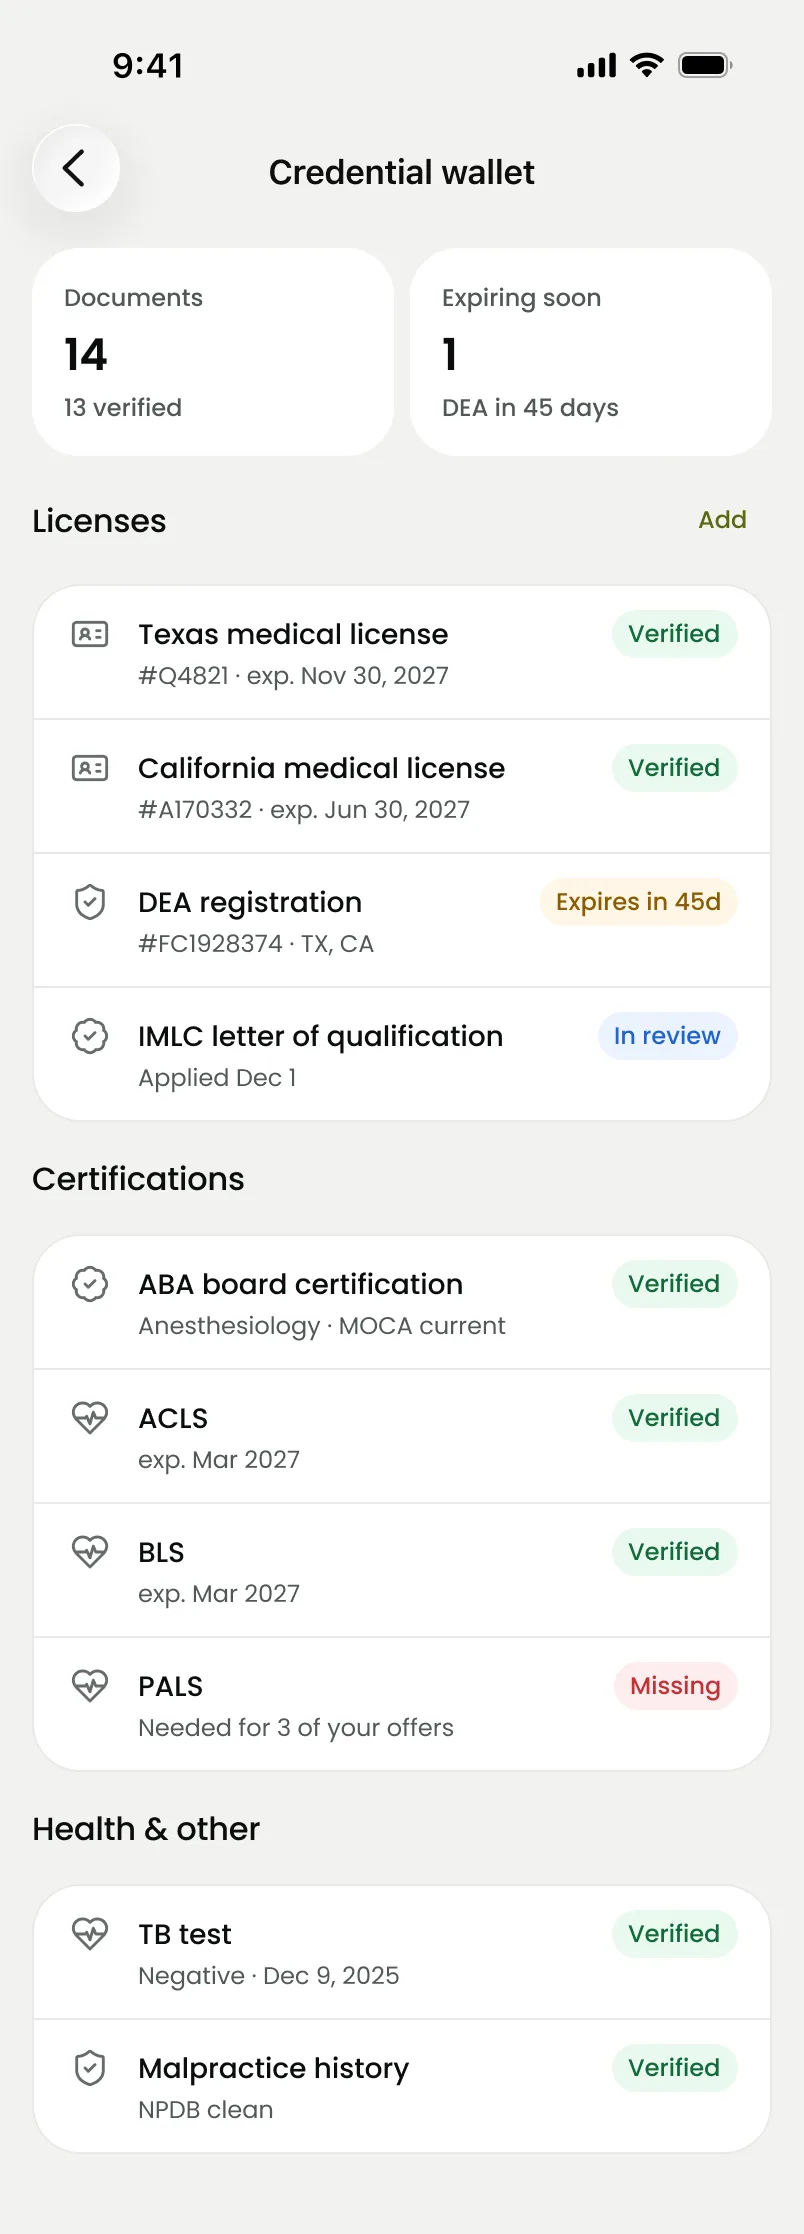 9:41
Credential wallet
Documents
14
13 verified
Expiring soon
1
DEA in 45 days
Licenses
Add
Texas medical license
Verified
#Q4821 · exp. Nov 30, 2027
California medical license
Verified
#A170332 · exp. Jun 30, 2027
DEA registration
Expires in 45d
#FC1928374 · TX, CA
IMLC letter of qualification
In review
Applied Dec 1
Certifications
ABA board certification
Verified
Anesthesiology · MOCA current
ACLS
Verified
exp. Mar 2027
BLS
Verified
exp. Mar 2027
PALS
Missing
Needed for 3 of your offers
Health & other
TB test
Verified
Negative · Dec 9, 2025
Malpractice history
Verified
NPDB clean